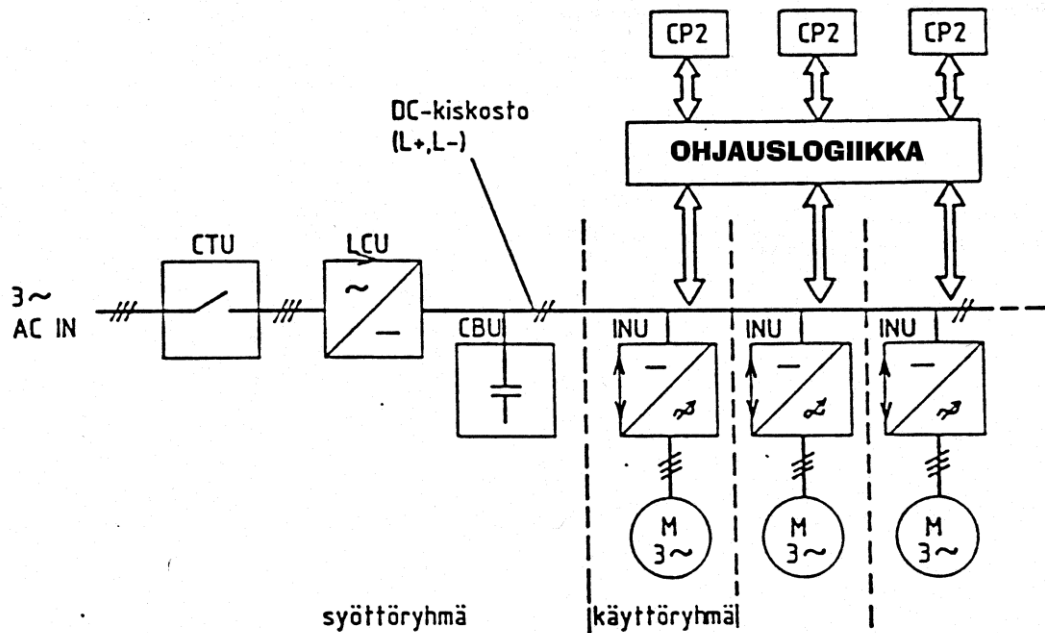 CP2 CP2 CP2
OHJAUSLOGIIKKA
DC-kiskosto
(L+,L-)
CTU LCU
3~
AC IN
CBU INU INU INU
M
3~
M
3~
M
3~
syöttöryhmä käyttöryhmä